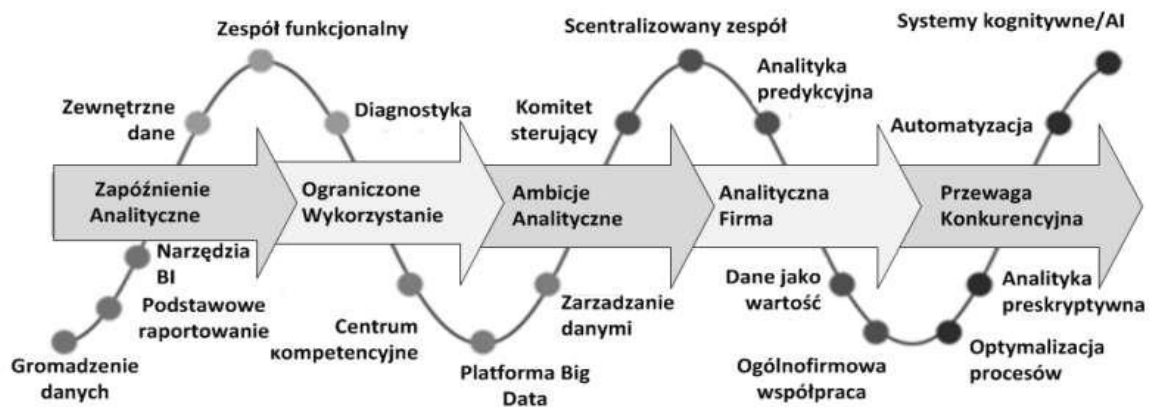 Zespół funkcjonalny
Scentralizowany zespół
Systemy kognitywne/AI
Zewnętrzne
dane
Diagnostyka
Komitet
sterujący
Analityka
predykcyjna
Automatyzacja
Zapóźnienie
Analityczne
Ograniczone
Wykorzystanie
Ambicje
Analityczne
Analityczna
Firma
Przewaga
Konkurencyjna
Narzędzia
BI
Podstawowe
raportowanie
Gromadzenie
danych
Centrum
kompetencyjne
Platforma Big
Data
Zarzadzanie
danymi
Dane jako
wartość
Ogólnofirmowa
współpraca
Analityka
preskryptywna
Optymalizacja
procesów